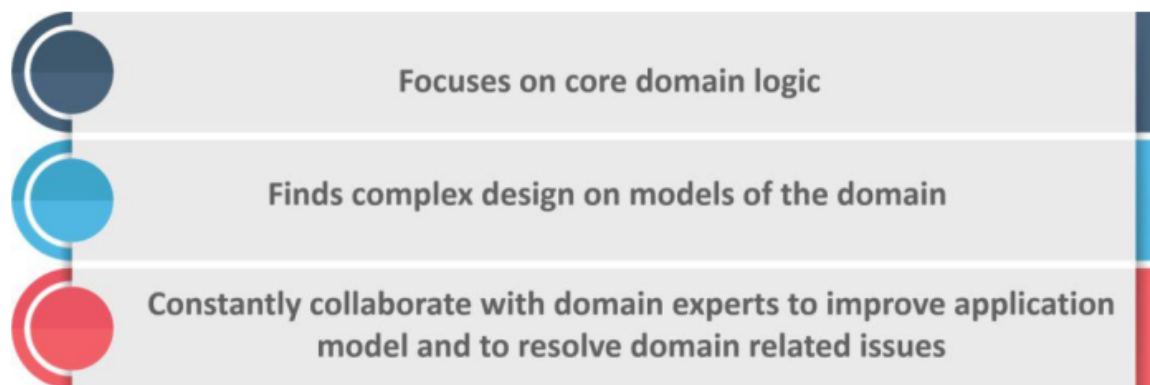 Focuses on core domain logic
Finds complex design on models of the domain
Constantly collaborate with domain experts to improve application
model and to resolve domain related issues